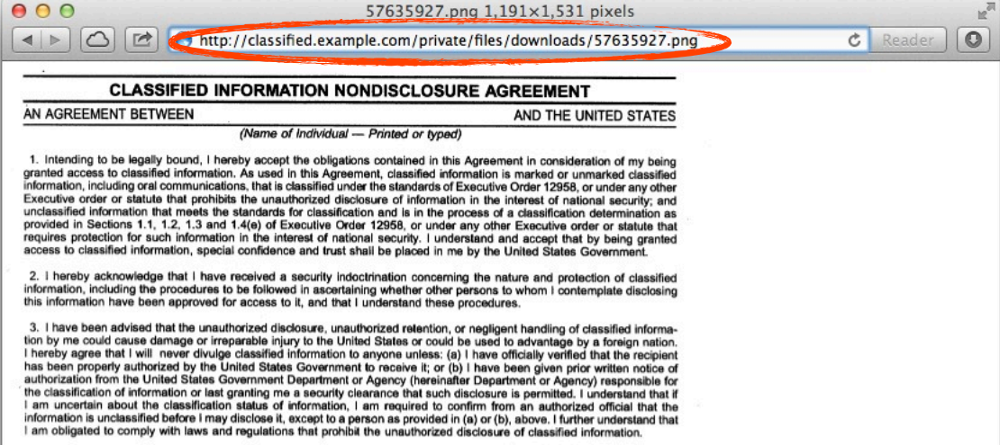 57635927.png 1,191×1,531 pixels
http://classified.example.com/private/files/downloads/57635927.png
Reader
CLASSIFIED INFORMATION NONDISCLOSURE AGREEMENT
AN AGREEMENT BETWEEN AND THE UNITED STATES
(Name of Individual — Printed or typed)
1. Intending to be legally bound, I hereby accept the obligations contained in this Agreement in consideration of my being
granted access to classified information. As used in this Agreement, classified information is marked or unmarked classified
information, including oral communications, that is classified under the standards of Executive Order 12958, or under any other
Executive order or statute that prohibits the unauthorized disclosure of information in the interest of national security; and
unclassified information that meets the standards for classification and is in the process of a classification determination as
provided in Sections 1.1, 1.2, 1.3 and 1.4(e) of Executive Order 12958, or under any other Executive order or statute that
requires protection for such information in the interest of national security. I understand and accept that by being granted
access to classified information, special confidence and trust shall be placed in me by the United States Government.
2. I hereby acknowledge that I have received a security indoctrination concerning the nature and protection of classified
information, including the procedures to be followed in ascertaining whether other persons to whom I contemplate disclosing
this information have been approved for access to it, and that I understand these procedures.
3. I have been advised that the unauthorized disclosure, unauthorized retention, or negligent handling of classified informa-
tion by me could cause damage or irreparable injury to the United States or could be used to advantage by a foreign nation.
I hereby agree that I will never divulge classified information to anyone unless: (a) I have officially verified that the recipient
has been properly authorized by the United States Government to receive it; or (b) I have been given prior written notice of
authorization from the United States Government Department or Agency (hereinafter Department or Agency) responsible for
the classification of information or last granting me a security clearance that such disclosure is permitted. I understand that if
I am uncertain about the classification status of information, I am required to confirm from an authorized official that the
information is unclassified before I may disclose it, except to a person as provided in (a) or (b), above. I further understand that
I am obligated to comply with laws and regulations that prohibit the unauthorized disclosure of classified information.